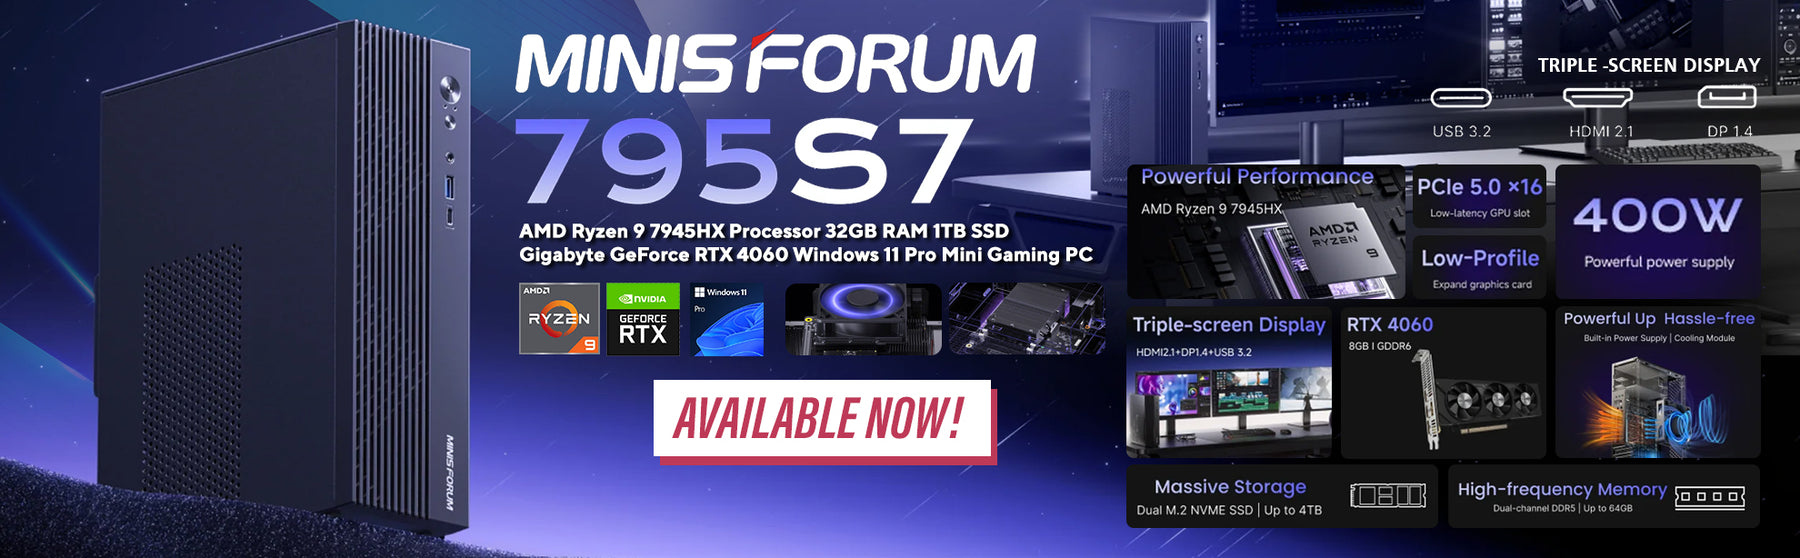 MINISFORUM
795S7
AMD Ryzen 9 7945HX Processor 32GB RAM 1TB SSD
Gigabyte GeForce RTX 4060 Windows 11 Pro Mini Gaming PC
AMD
RYZEN
9
NVIDIA
GEFORCE
RTX
Windows 11
Pro
AVAILABLE NOW!
MINISFORUM
TRIPLE -SCREEN DISPLAY
USB 3.2
HDMI 2.1
DP 1.4
Powerful Performance
AMD Ryzen 9 7945HX
AMD
RYZEN
9
PCIe 5.0 ×16
Low-latency GPU slot
Low-Profile
Expand graphics card
400W
Powerful power supply
Triple-screen Display
HDMI2.1+DP1.4+USB 3.2
RTX 4060
8GB | GDDR6
Powerful Up Hassle-free
Built-in Power Supply | Cooling Module
Massive Storage
Dual M.2 NVME SSD | Up to 4TB
High-frequency Memory
Dual-channel DDR5 | Up to 64GB